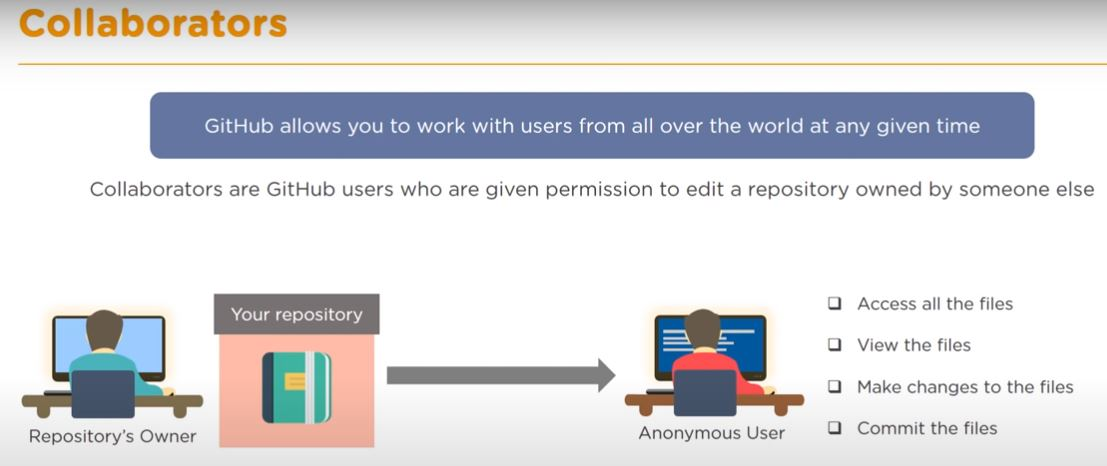 Collaborators
GitHub allows you to work with users from all over the world at any given time
Collaborators are GitHub users who are given permission to edit a repository owned by someone else
Your repository
Repository's Owner
Anonymous User
Access all the files
View the files
Make changes to the files
Commit the files